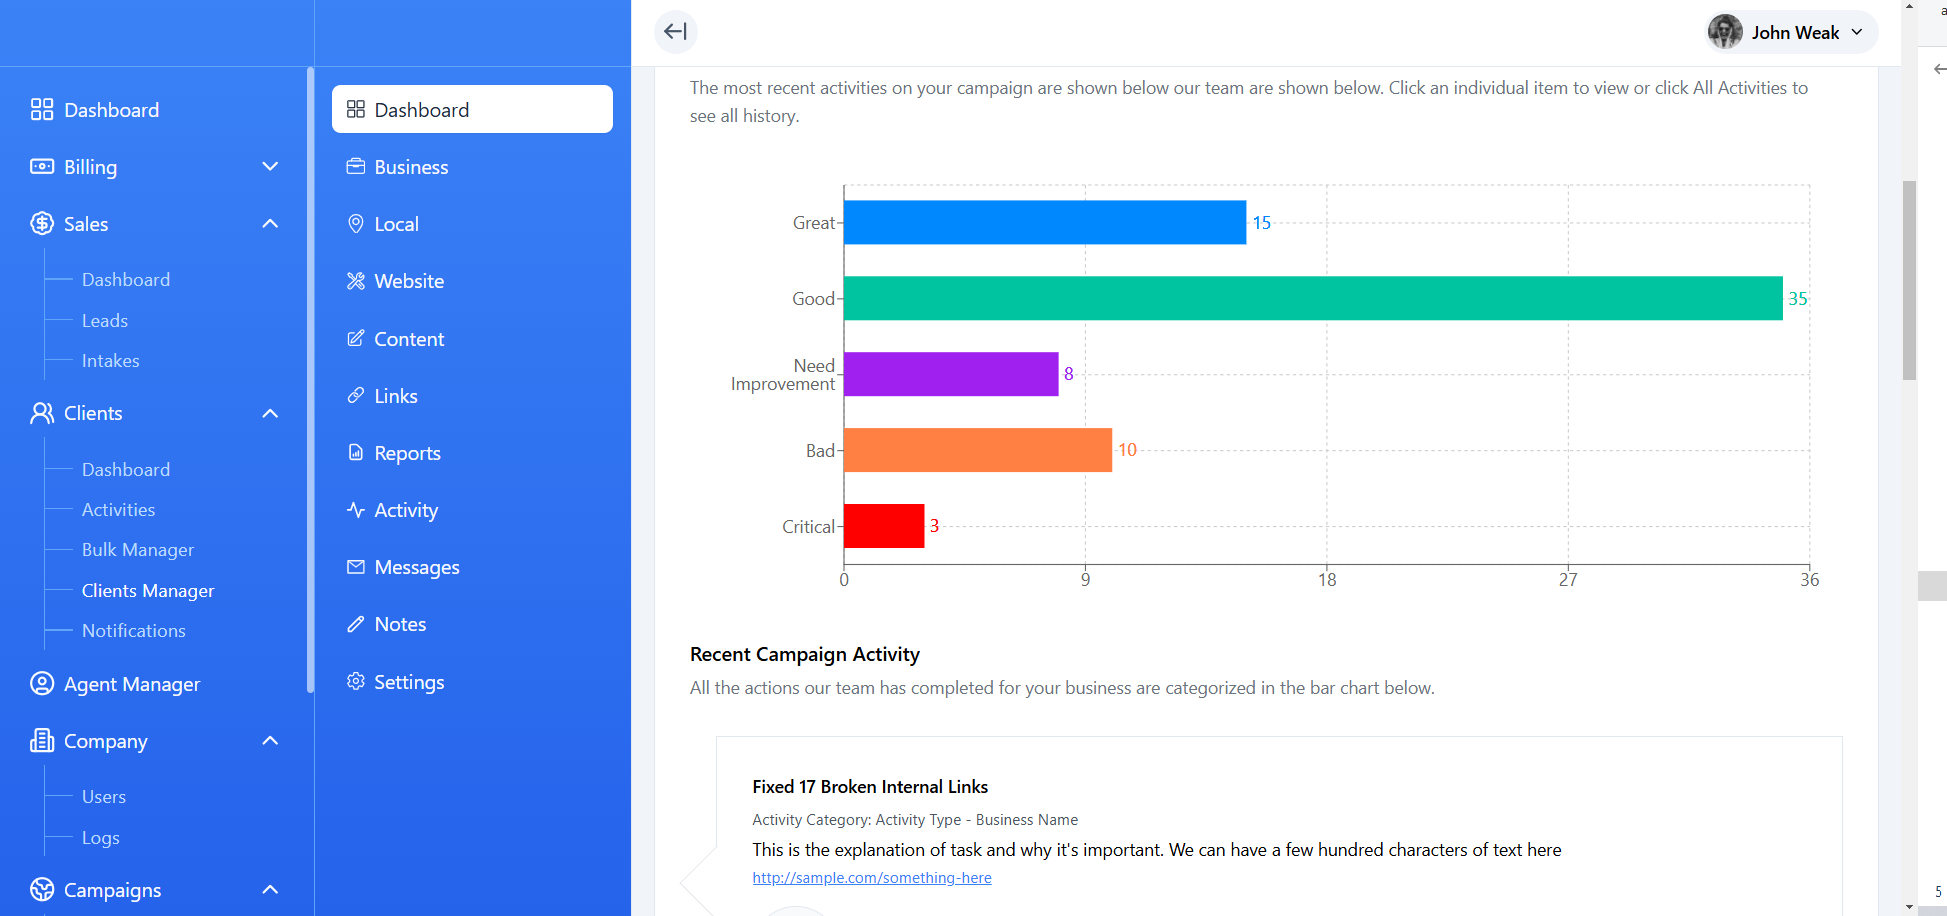 Dashboard
Billing
Sales
Dashboard
Leads
Intakes
Clients
Dashboard
Activities
Bulk Manager
Clients Manager
Notifications
Agent Manager
Company
Users
Logs
Campaigns
Dashboard
Business
Local
Website
Content
Links
Reports
Activity
Messages
Notes
Settings
John Weak
The most recent activities on your campaign are shown below our team are shown below. Click an individual item to view or click All Activities to
see all history.
Great 15
Good 35
Need
Improvement 8
Bad 10
Critical 3
0 9 18 27 36
Recent Campaign Activity
All the actions our team has completed for your business are categorized in the bar chart below.
Fixed 17 Broken Internal Links
Activity Category: Activity Type - Business Name
This is the explanation of task and why it's important. We can have a few hundred characters of text here
http://sample.com/something-here
a
5